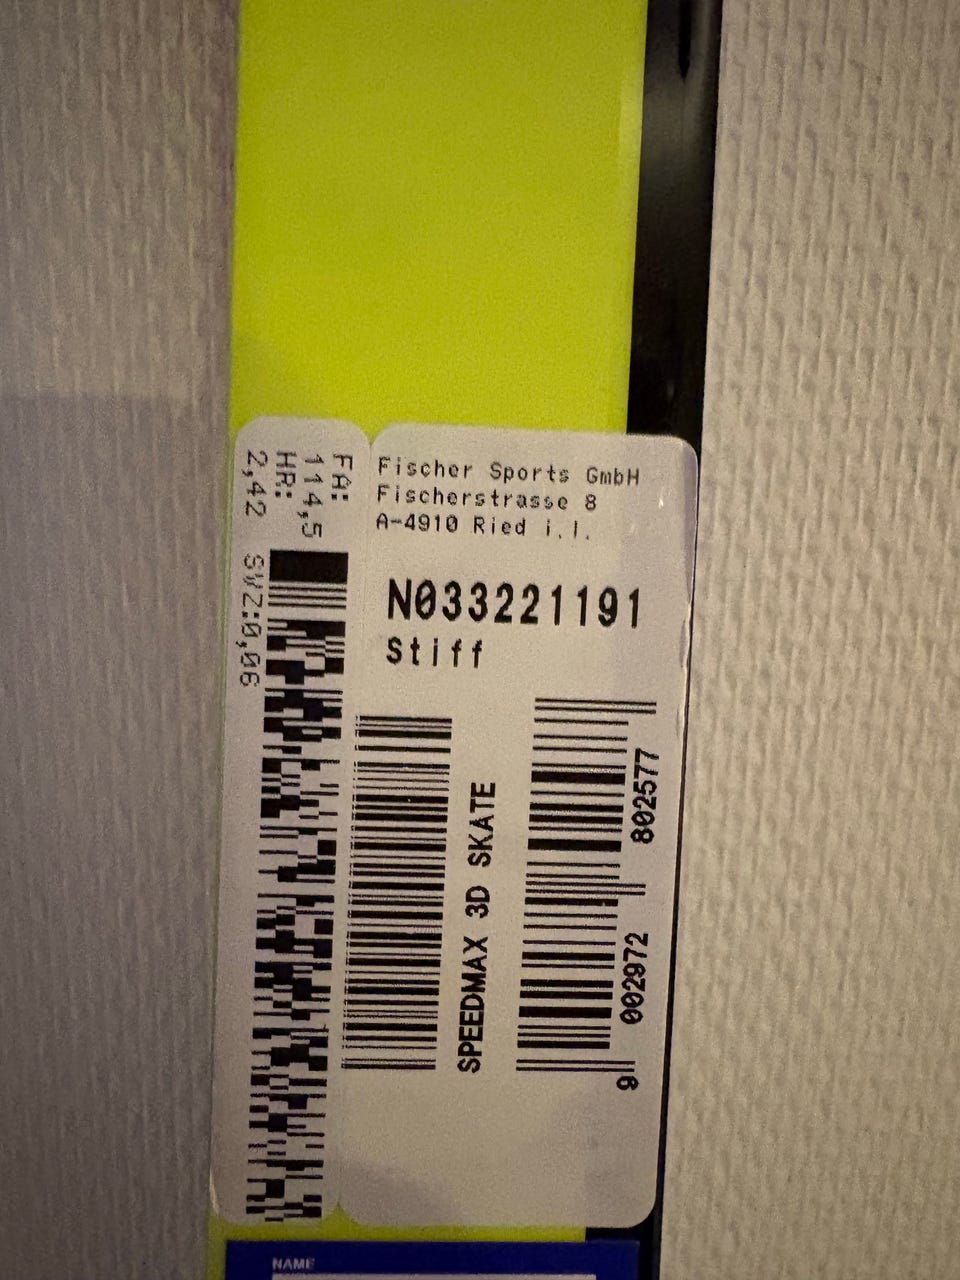 Fischer Sports GmbH
Fischerstrasse 8
A-4910 Ried i.I.
N033221191
Stiff
SPEEDMAX 3D SKATE
9 002972 802577
FA:
114,5
HR:
2,42 SVZ:0,06
NAME